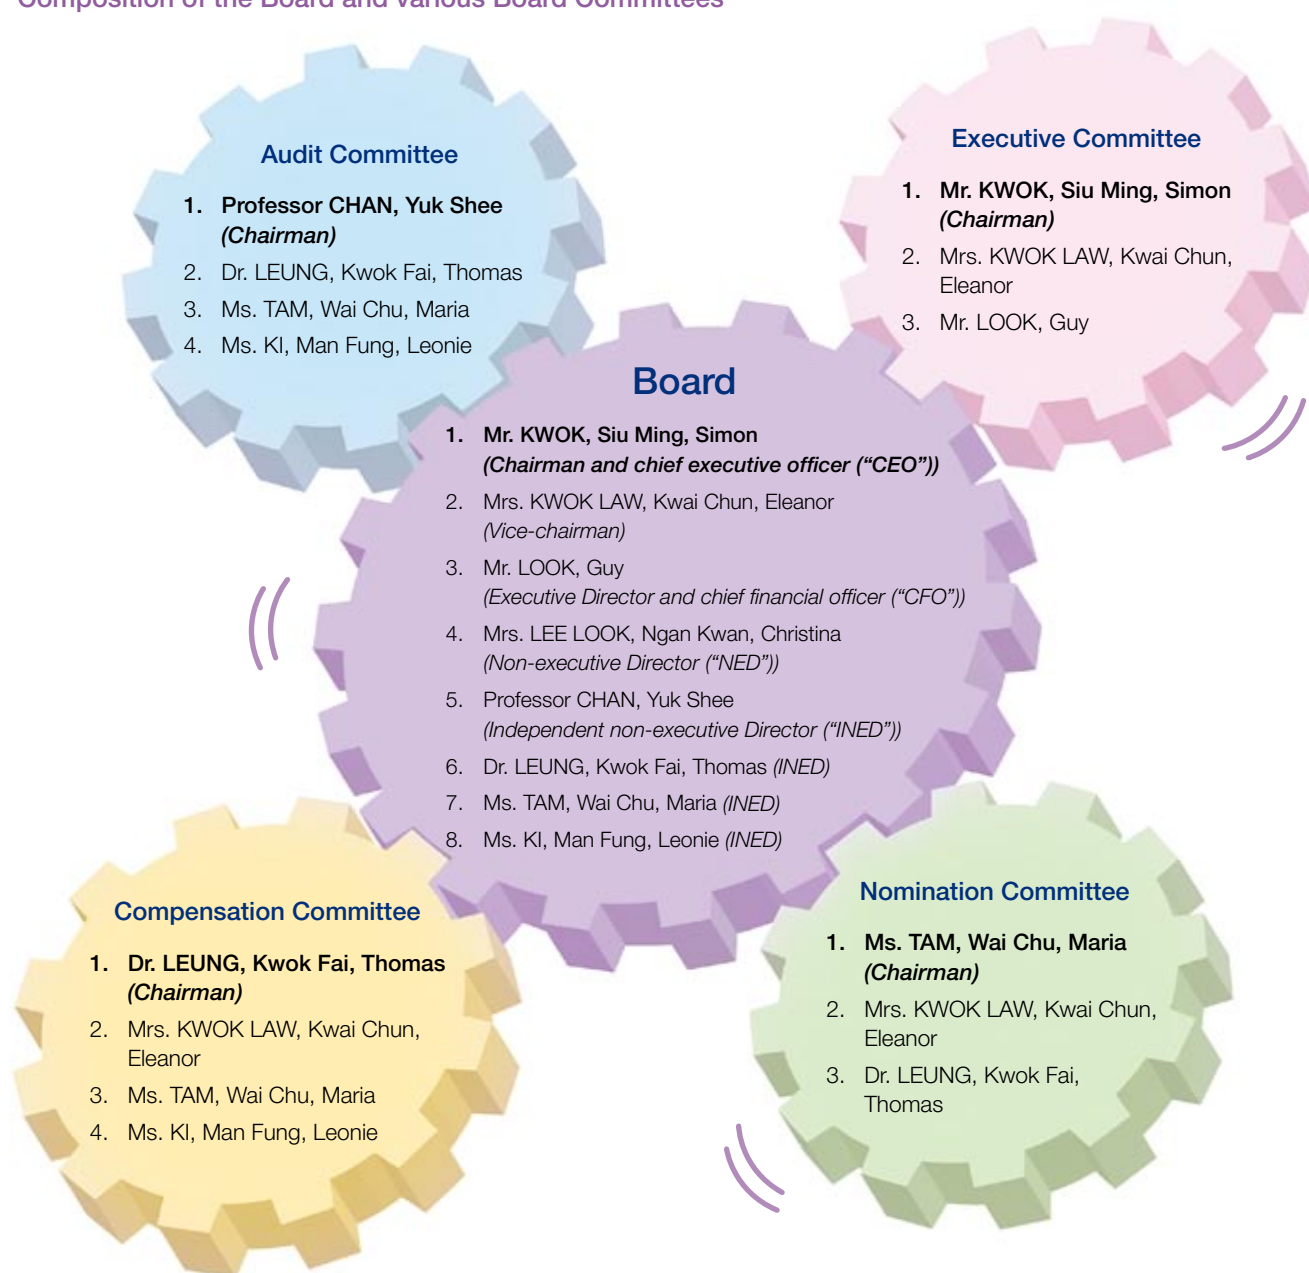 Composition of the Board and various Board Committees
Audit Committee
1. Professor CHAN, Yuk Shee
(Chairman)
2. Dr. LEUNG, Kwok Fai, Thomas
3. Ms. TAM, Wai Chu, Maria
4. Ms. KI, Man Fung, Leonie
Executive Committee
1. Mr. KWOK, Siu Ming, Simon
(Chairman)
2. Mrs. KWOK LAW, Kwai Chun,
Eleanor
3. Mr. LOOK, Guy
Board
1. Mr. KWOK, Siu Ming, Simon
(Chairman and chief executive officer (“CEO”))
2. Mrs. KWOK LAW, Kwai Chun, Eleanor
(Vice-chairman)
3. Mr. LOOK, Guy
(Executive Director and chief financial officer (“CFO”))
4. Mrs. LEE LOOK, Ngan Kwan, Christina
(Non-executive Director (“NED”))
5. Professor CHAN, Yuk Shee
(Independent non-executive Director (“INED”))
6. Dr. LEUNG, Kwok Fai, Thomas (INED)
7. Ms. TAM, Wai Chu, Maria (INED)
8. Ms. KI, Man Fung, Leonie (INED)
Compensation Committee
1. Dr. LEUNG, Kwok Fai, Thomas
(Chairman)
2. Mrs. KWOK LAW, Kwai Chun,
Eleanor
3. Ms. TAM, Wai Chu, Maria
4. Ms. KI, Man Fung, Leonie
Nomination Committee
1. Ms. TAM, Wai Chu, Maria
(Chairman)
2. Mrs. KWOK LAW, Kwai Chun,
Eleanor
3. Dr. LEUNG, Kwok Fai,
Thomas